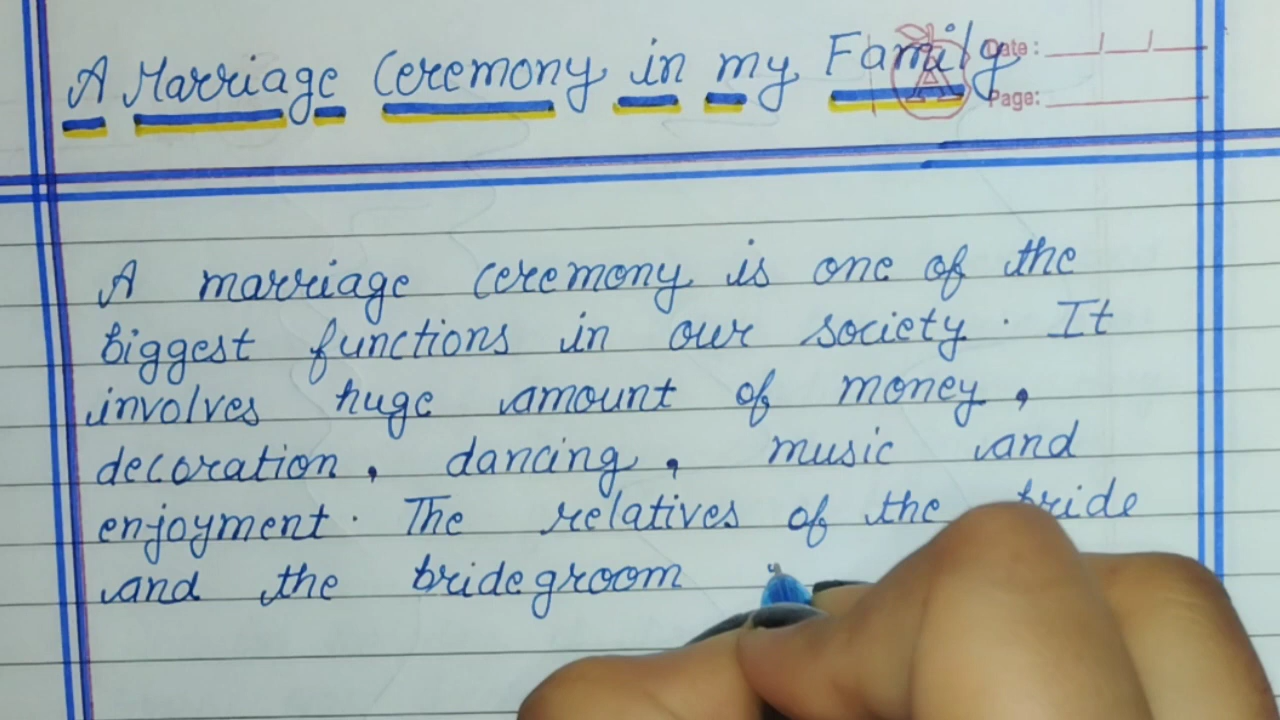 A Marriage Ceremony in my Family
Date :
Page:
A marriage ceremony is one of the
biggest functions in our society. It
involves huge amount of money,
decoration, dancing, music and
enjoyment. The relatives of the bride
and the bridegroom